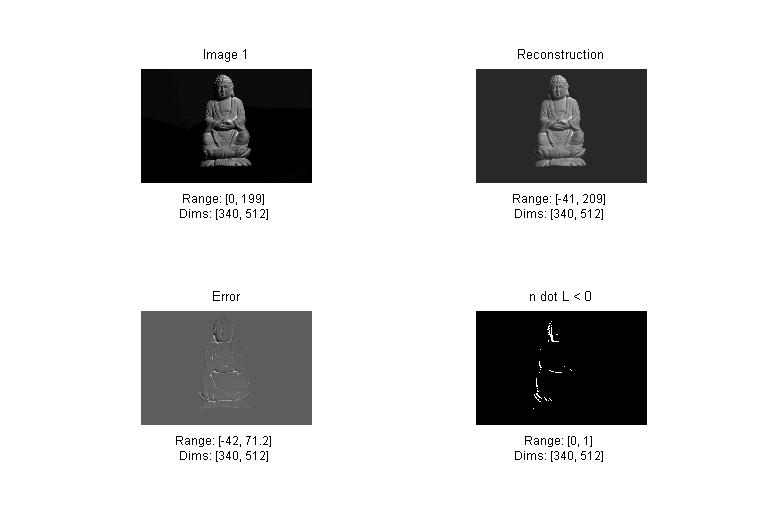 Image 1
Range: [0, 199]
Dims: [340, 512]
Reconstruction
Range: [-41, 209]
Dims: [340, 512]
Error
Range: [-42, 71.2]
Dims: [340, 512]
n dot L < 0
Range: [0, 1]
Dims: [340, 512]